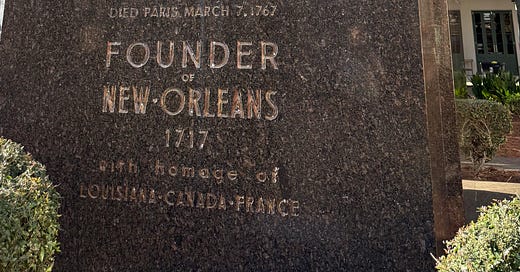 DIED PARIS MARCH 7, 1767
FOUNDER
OF
NEW·ORLEANS
1717
with homage of
LOUISIANA·CANADA·FRANCE